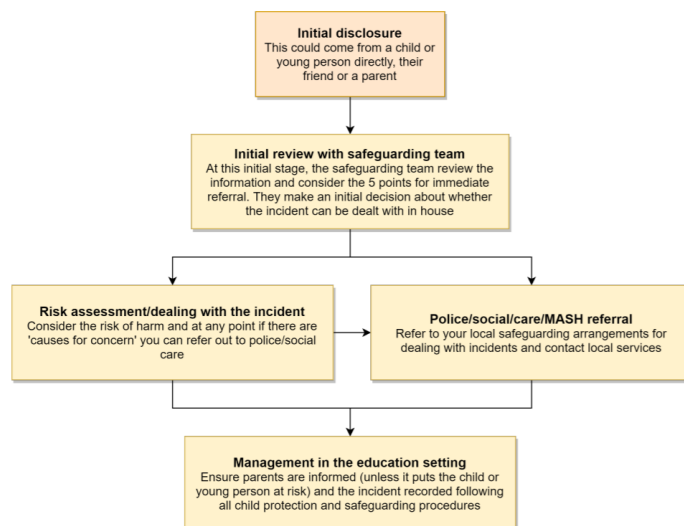 Initial disclosure
This could come from a child or
young person directly, their
friend or a parent
Initial review with safeguarding team
At this initial stage, the safeguarding team review the
information and consider the 5 points for immediate
referral. They make an initial decision about whether
the incident can be dealt with in house
Risk assessment/dealing with the incident
Consider the risk of harm and at any point if there are
'causes for concern' you can refer out to police/social
care
Police/social/care/MASH referral
Refer to your local safeguarding arrangements for
dealing with incidents and contact local services
Management in the education setting
Ensure parents are informed (unless it puts the child or
young person at risk) and the incident recorded following
all child protection and safeguarding procedures